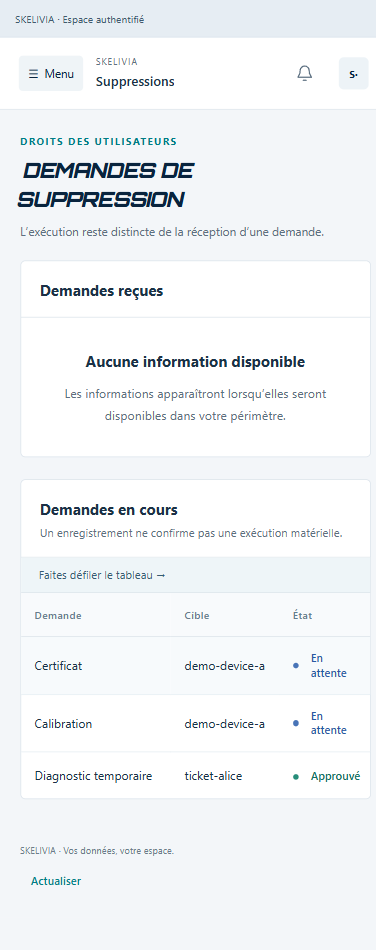 SKELIVIA · Espace authentifié
☰ Menu
SKELIVIA
Suppressions
S·
DROITS DES UTILISATEURS
DEMANDES DE
SUPPRESSION
L’exécution reste distincte de la réception d’une demande.
Demandes reçues
Aucune information disponible
Les informations apparaîtront lorsqu’elles seront
disponibles dans votre périmètre.
Demandes en cours
Un enregistrement ne confirme pas une exécution matérielle.
Faites défiler le tableau →
Demande Cible État
Certificat demo-device-a En
attente
Calibration demo-device-a En
attente
Diagnostic temporaire ticket-alice Approuvé
SKELIVIA · Vos données, votre espace.
Actualiser